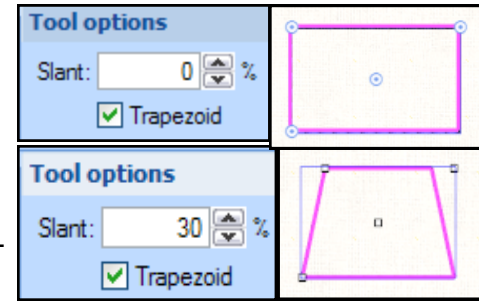 Tool options
Slant: 0 %
Trapezoid
Tool options
Slant: 30 %
Trapezoid